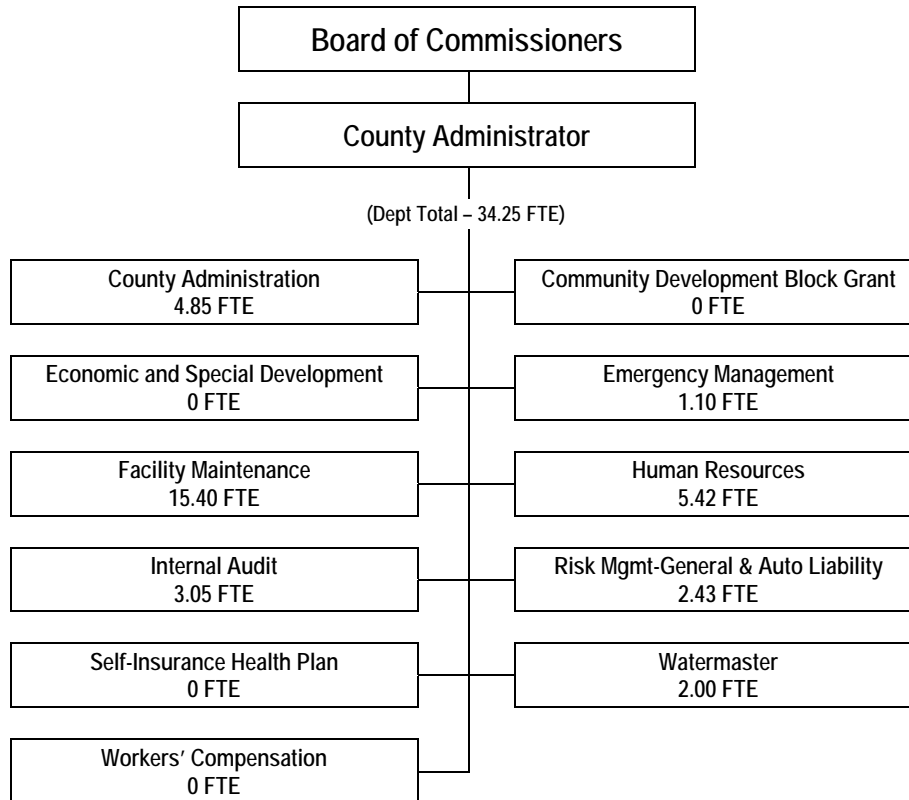 Board of Commissioners
County Administrator
(Dept Total – 34.25 FTE)
County Administration
4.85 FTE
Community Development Block Grant
0 FTE
Economic and Special Development
0 FTE
Emergency Management
1.10 FTE
Facility Maintenance
15.40 FTE
Human Resources
5.42 FTE
Internal Audit
3.05 FTE
Risk Mgmt-General & Auto Liability
2.43 FTE
Self-Insurance Health Plan
0 FTE
Watermaster
2.00 FTE
Workers’ Compensation
0 FTE